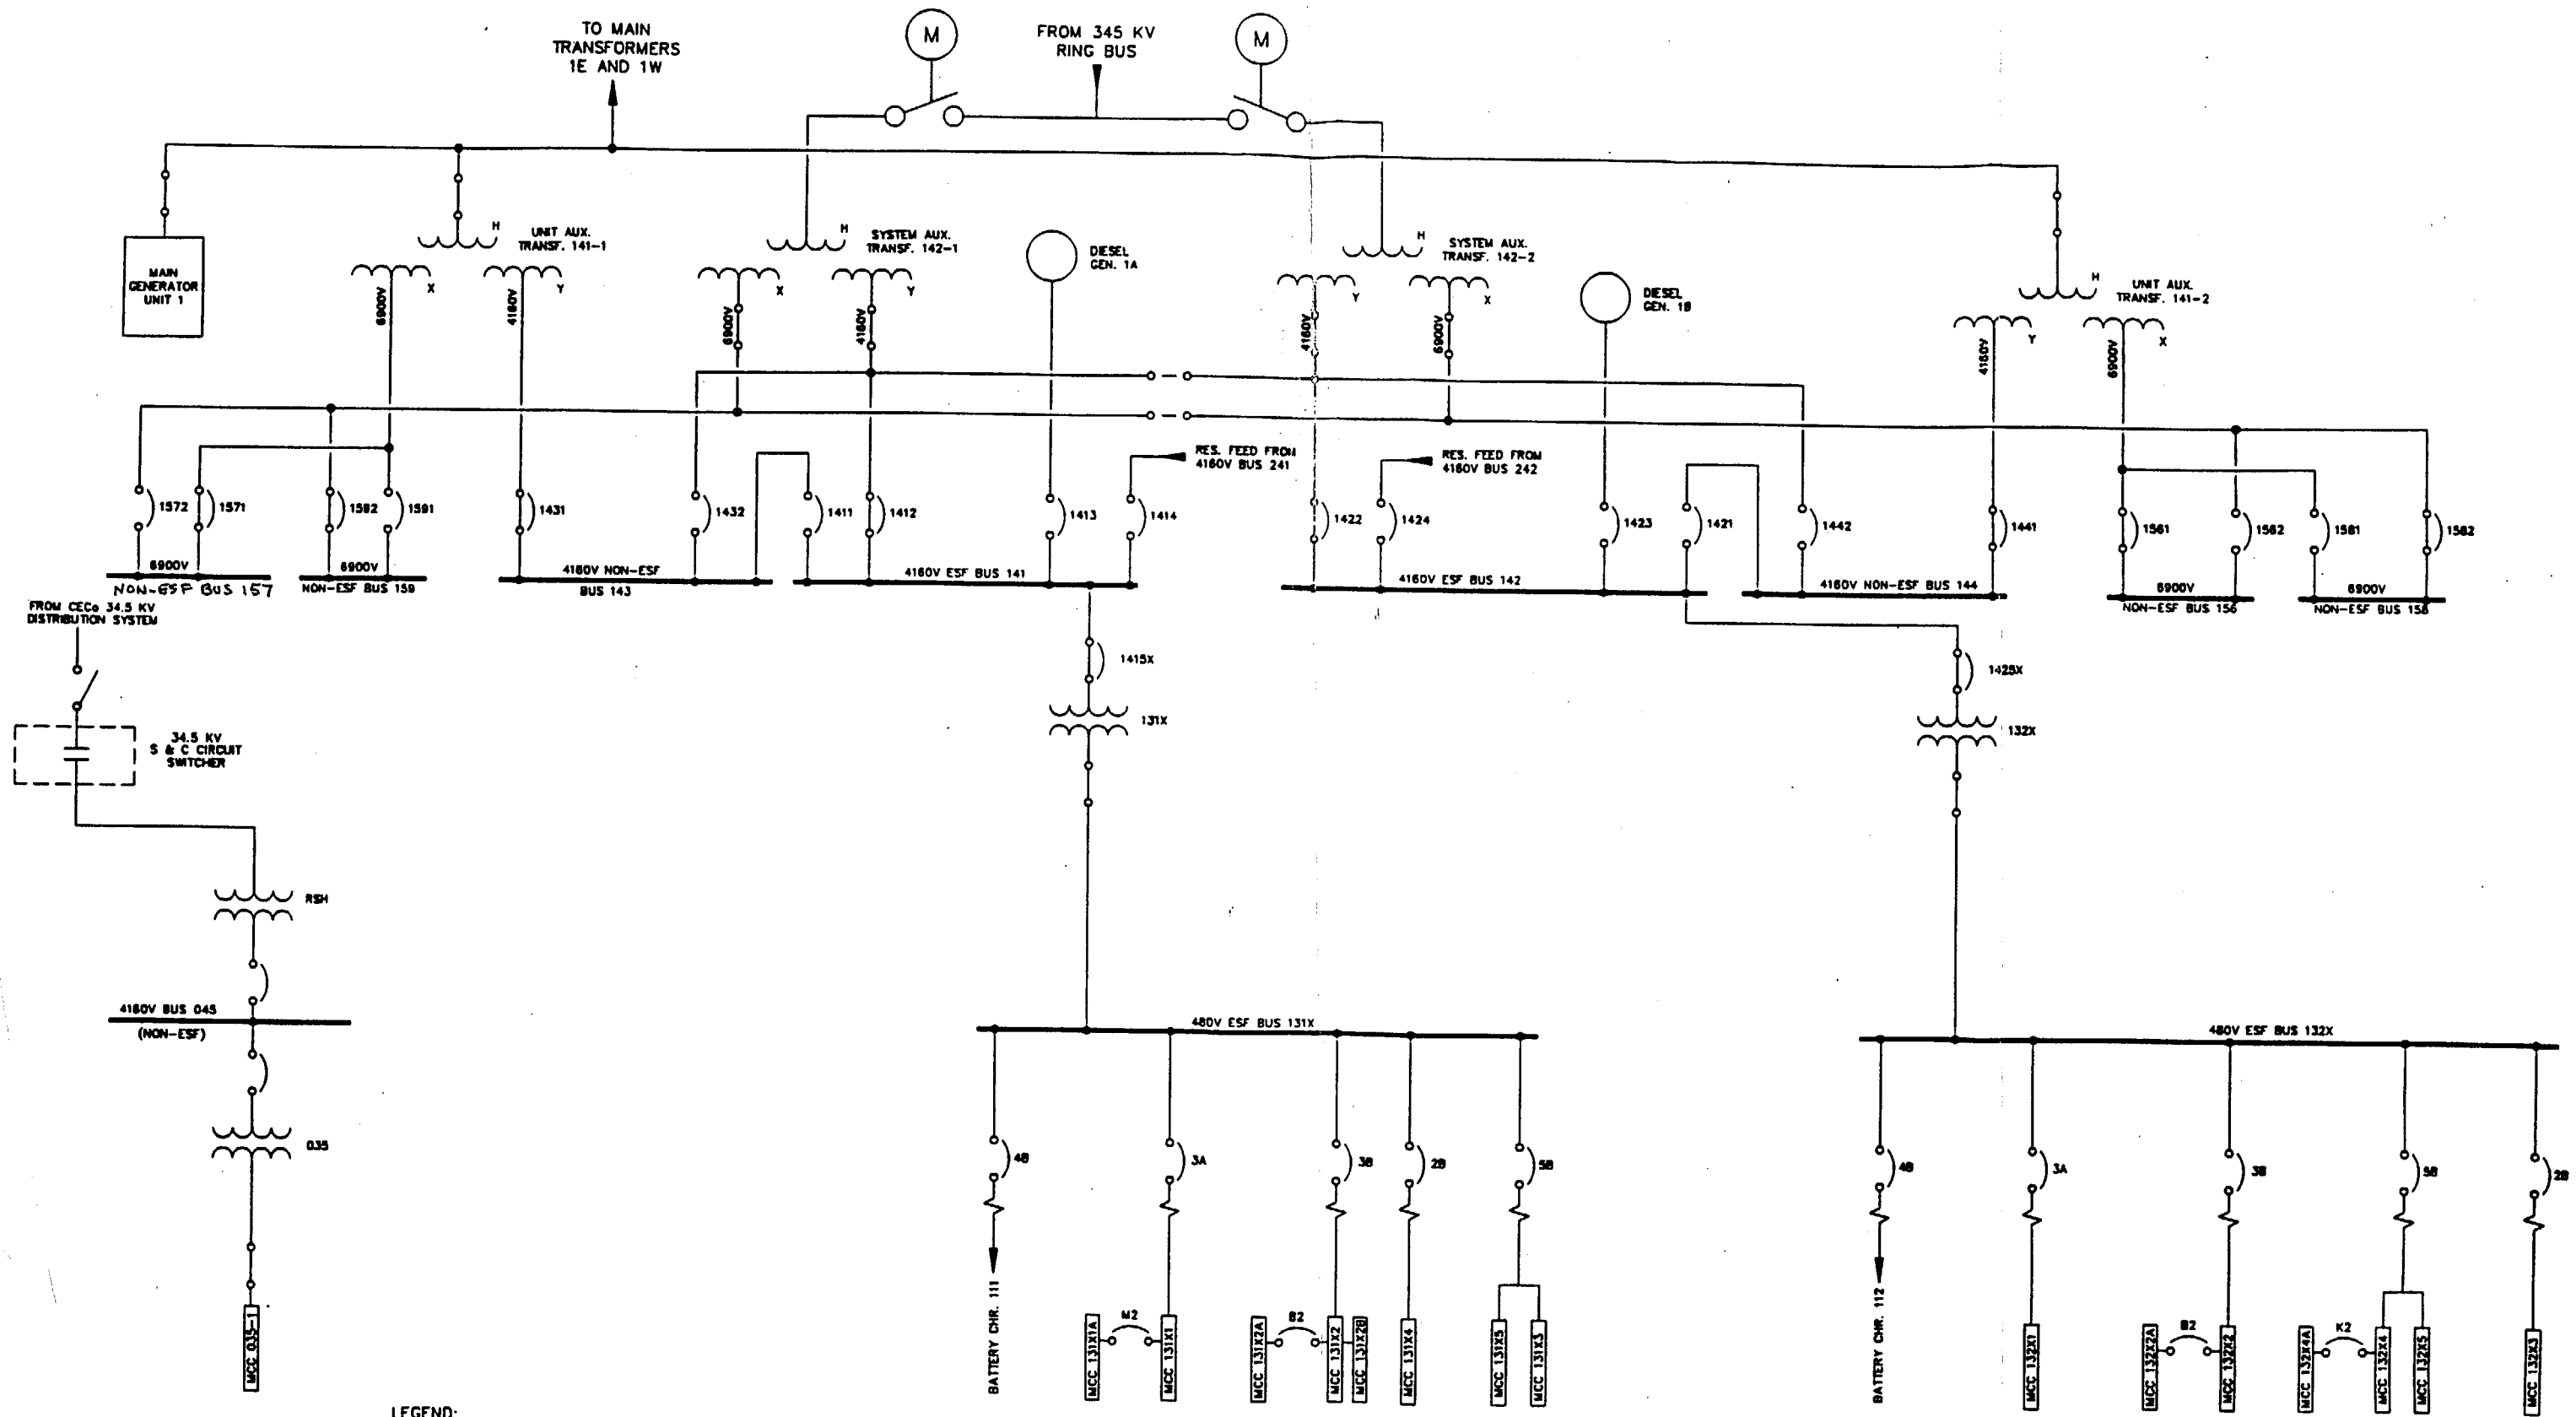 TO MAIN
TRANSFORMERS
1E AND 1W
M
FROM 345 KV
RING BUS
M
MAIN
GENERATOR
UNIT 1
H
UNIT AUX.
TRANSF. 141-1
X
Y
6900V
4160V
H
SYSTEM AUX.
TRANSF. 142-1
X
Y
6900V
4160V
DIESEL
GEN. 1A
H
SYSTEM AUX.
TRANSF. 142-2
Y
X
4160V
6900V
DIESEL
GEN. 1B
H
UNIT AUX.
TRANSF. 141-2
Y
X
4160V
6900V
RES. FEED FROM
4160V BUS 241
RES. FEED FROM
4160V BUS 242
1572
1571
1592
1591
1431
1432
1411
1412
1413
1414
1422
1424
1423
1421
1442
1441
1561
1562
1581
1582
6900V
NON-ESF BUS 157
6900V
NON-ESF BUS 159
4160V NON-ESF
BUS 143
4160V ESF BUS 141
4160V ESF BUS 142
4160V NON-ESF BUS 144
6900V
NON-ESF BUS 156
6900V
NON-ESF BUS 158
FROM CECo 34.5 KV
DISTRIBUTION SYSTEM
34.5 KV
S & C CIRCUIT
SWITCHER
1415X
131X
1425X
132X
RSH
4160V BUS 045
(NON-ESF)
035
MCC 035-1
480V ESF BUS 131X
4B
3A
3B
2B
5B
BATTERY CHR. 111
MCC 131X1A
M2
MCC 131X1
MCC 131X2A
B2
MCC 131X2
MCC 131X2B
MCC 131X4
MCC 131X5
MCC 131X3
480V ESF BUS 132X
4B
3A
3B
5B
2B
BATTERY CHR. 112
MCC 132X1
MCC 132X2A
B2
MCC 132X2
MCC 132X4A
K2
MCC 132X4
MCC 132X5
MCC 132X3
LEGEND: